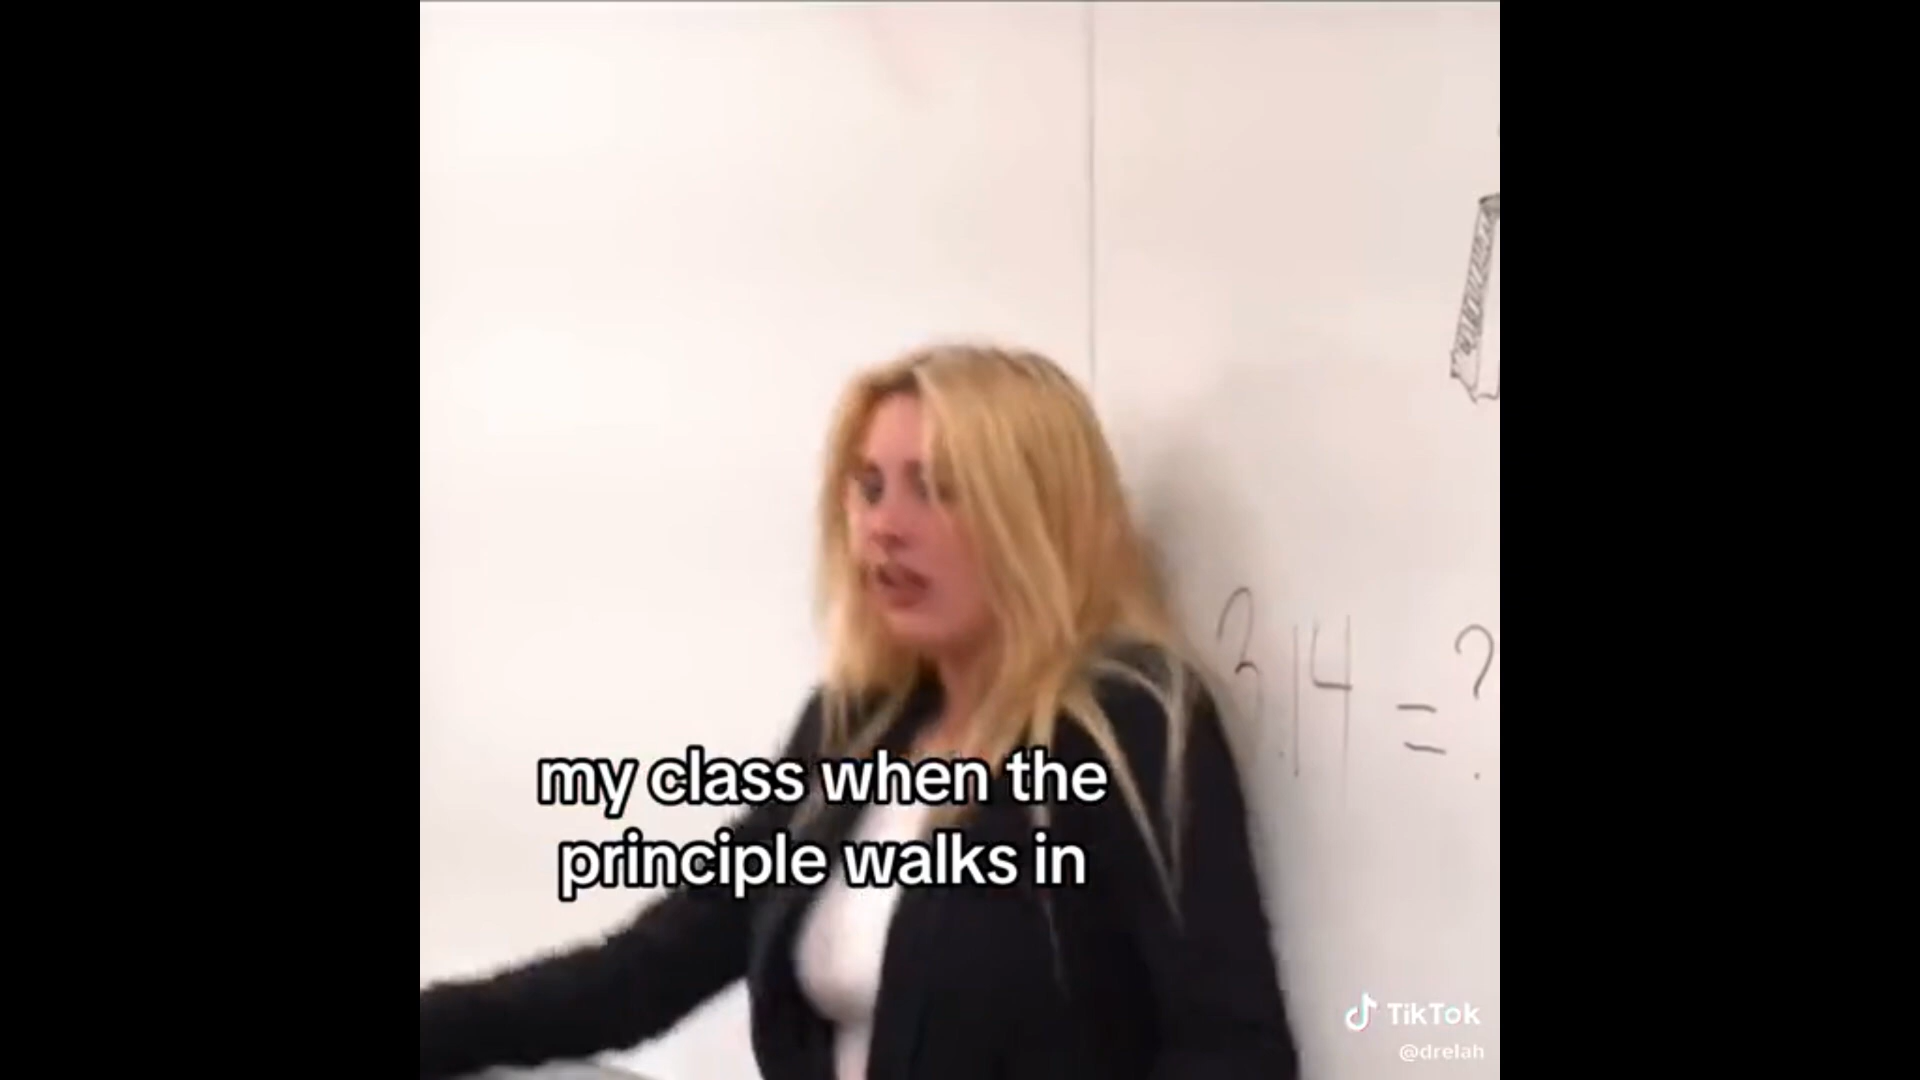 3.14 = ?
my class when the
principle walks in
TikTok
@drelah